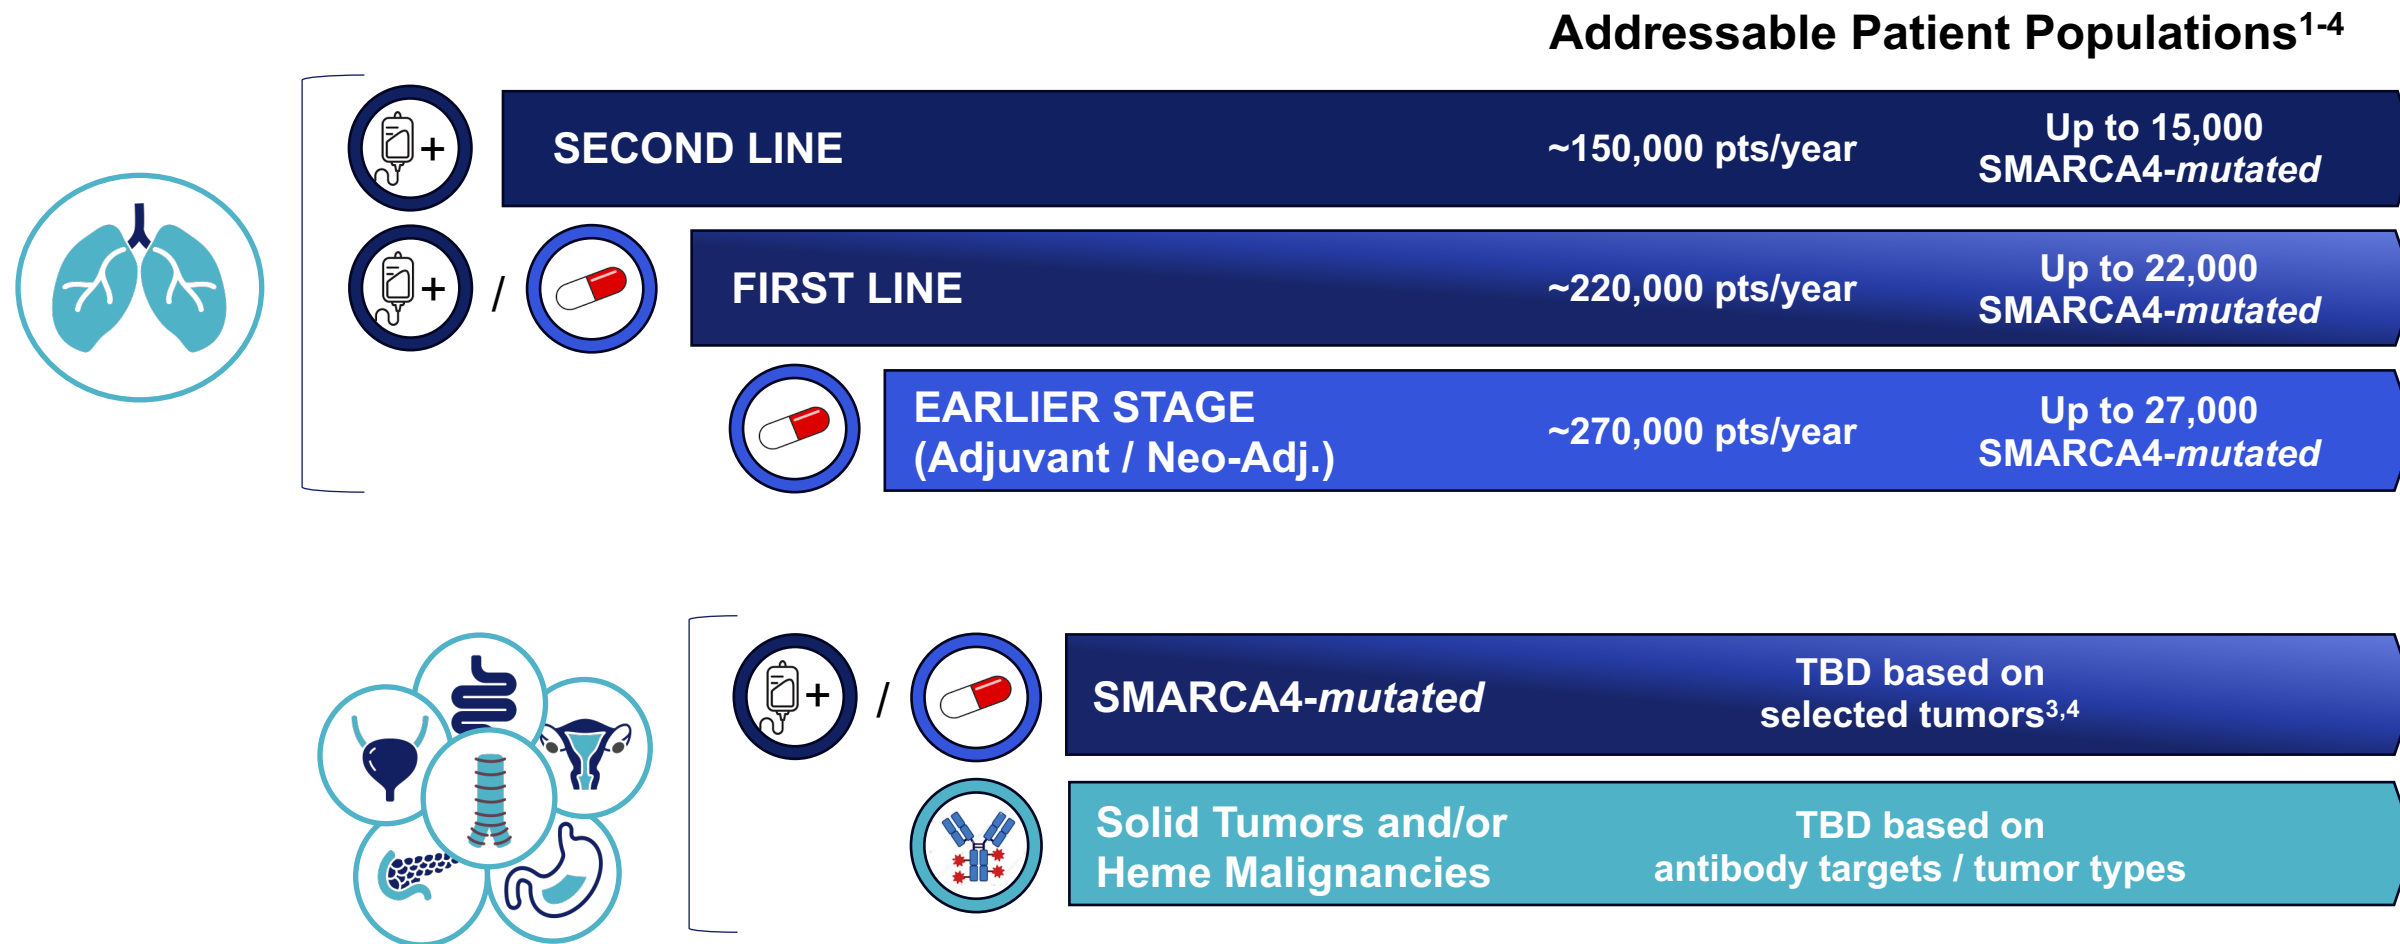 Addressable Patient Populations¹⁻⁴
+
SECOND LINE
~150,000 pts/year
Up to 15,000
SMARCA4-mutated
+
/
FIRST LINE
~220,000 pts/year
Up to 22,000
SMARCA4-mutated
EARLIER STAGE
(Adjuvant / Neo-Adj.)
~270,000 pts/year
Up to 27,000
SMARCA4-mutated
+
/
SMARCA4-mutated
TBD based on
selected tumors³,⁴
Solid Tumors and/or
Heme Malignancies
TBD based on
antibody targets / tumor types